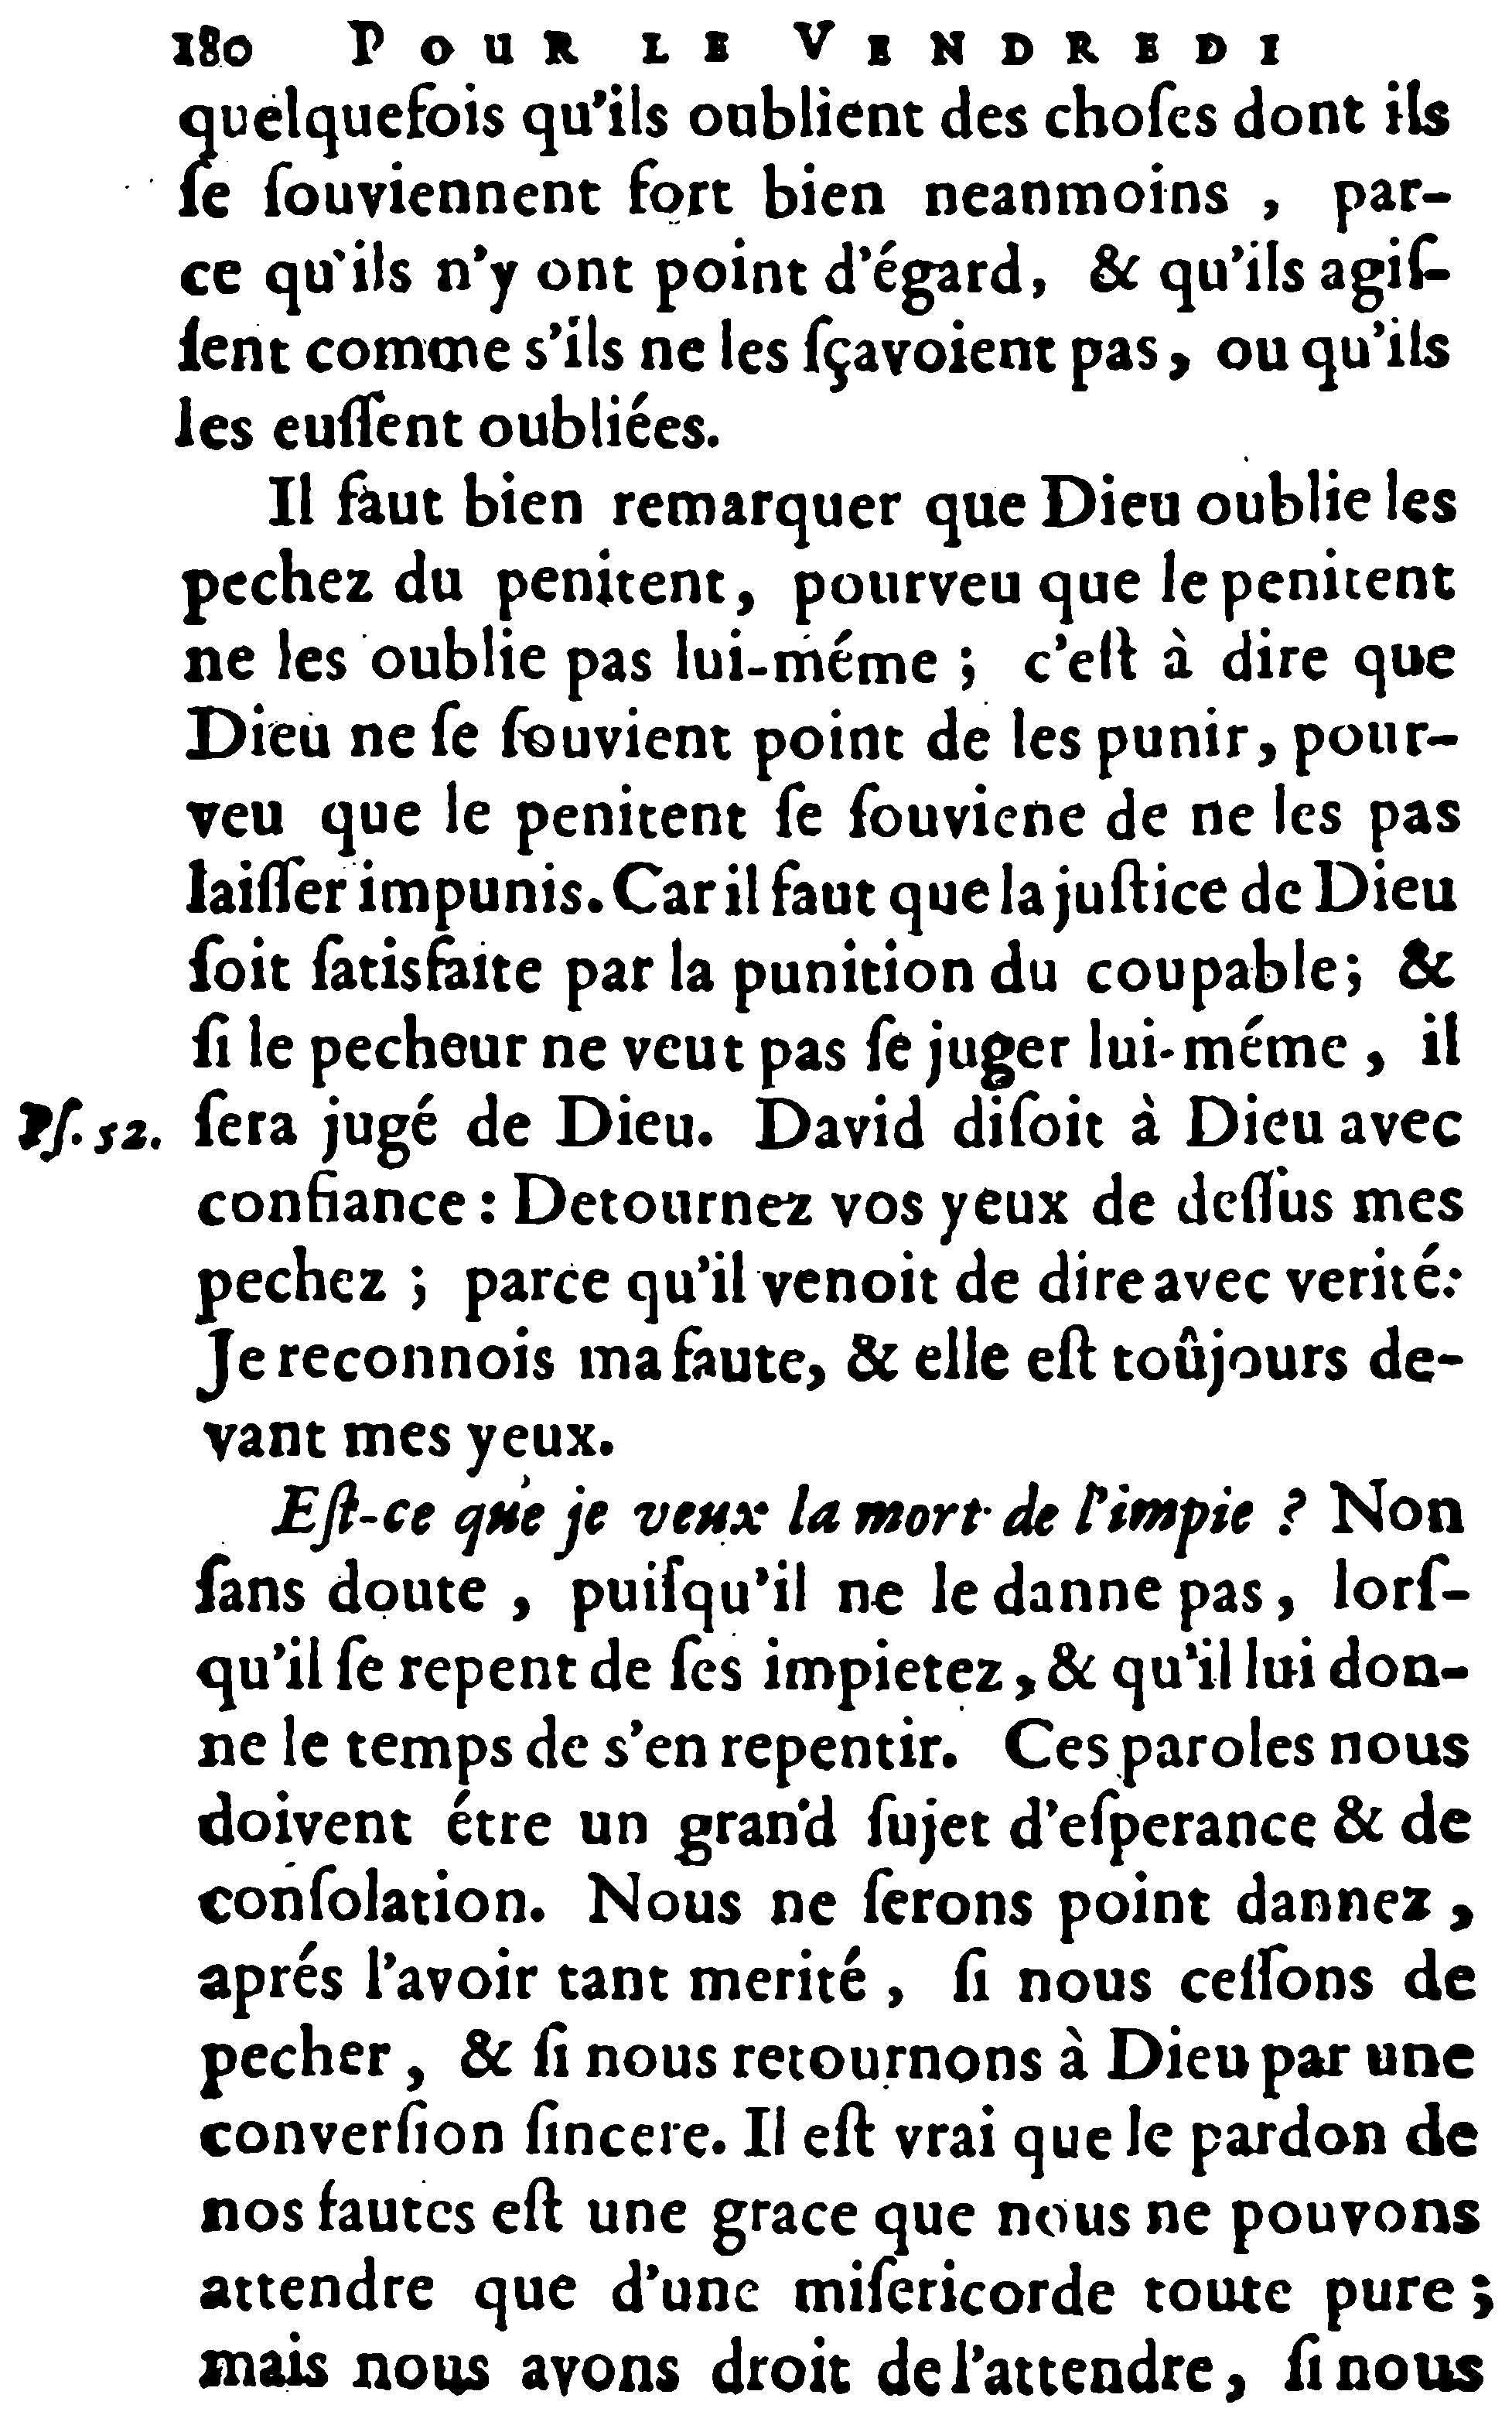 180 POUR LE VENDREDI
quelquefois qu'ils oublient des choſes dont ils
ſe ſouviennent fort bien neanmoins , par-
ce qu'ils n'y ont point d'égard, & qu'ils agiſ-
ſent comme s'ils ne les ſçavoient pas, ou qu'ils
les euſſent oubliées.
Il faut bien remarquer que Dieu oublie les
pechez du penitent, pourveu que le penitent
ne les oublie pas lui-méme ; c'eſt à dire que
Dieu ne ſe ſouvient point de les punir, pour-
veu que le penitent ſe ſouviene de ne les pas
laiſſer impunis. Car il faut que la juſtice de Dieu
ſoit ſatisfaite par la punition du coupable; &
ſi le pecheur ne veut pas ſe juger lui-méme , il
Pſ. 52. ſera jugé de Dieu. David diſoit à Dieu avec
confiance : Detournez vos yeux de deſſus mes
pechez ; parce qu'il venoit de dire avec verité:
Je reconnois ma faute, & elle eſt toûjours de-
vant mes yeux.
Eſt-ce que je veux la mort de l'impie ? Non
ſans doute , puiſqu'il ne le danne pas, lorſ-
qu'il ſe repent de ſes impietez, & qu'il lui don-
ne le temps de s'en repentir. Ces paroles nous
doivent étre un grand ſujet d'eſperance & de
conſolation. Nous ne ſerons point dannez ,
aprés l'avoir tant merité , ſi nous ceſſons de
pecher , & ſi nous retournons à Dieu par une
converſion ſincere. Il eſt vrai que le pardon de
nos fautes eſt une grace que nous ne pouvons
attendre que d'une miſericorde toute pure ;
mais nous avons droit de l'attendre, ſi nous